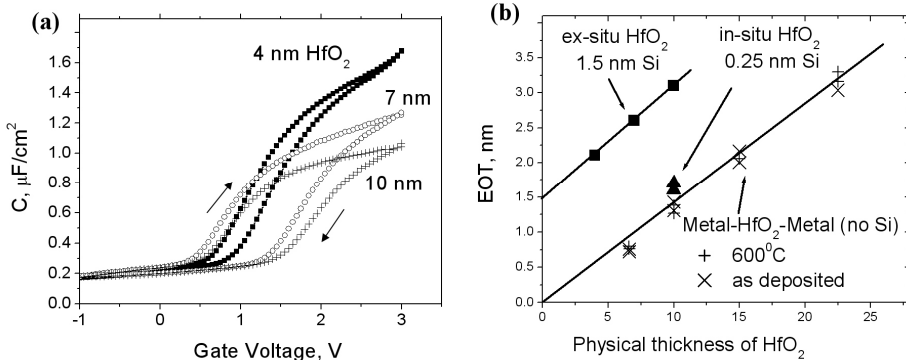 (a)
1.6
1.4
1.2
1.0
0.8
0.6
0.4
0.2
0.0
C, μF/cm²
4 nm HfO₂
7 nm
10 nm
-1
0
1
2
3
Gate Voltage, V
(b)
3.5
3.0
2.5
2.0
1.5
1.0
0.5
0.0
EOT, nm
ex-situ HfO₂
1.5 nm Si
in-situ HfO₂
0.25 nm Si
Metal-HfO₂-Metal (no Si)
+ 600⁰C
× as deposited
0
5
10
15
20
25
Physical thickness of HfO₂